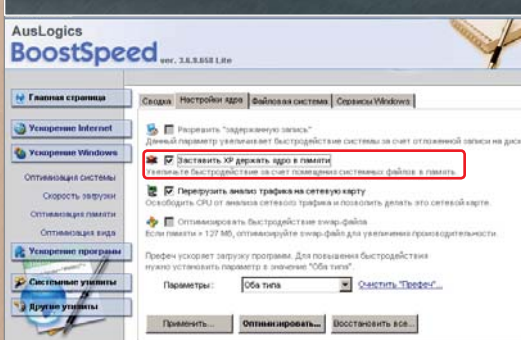 AusLogics
BoostSpeed ver. 3.6.9.658 Lite
Главная страница
Ускорение Internet
Ускорение Windows
Оптимизация системы
Скорость загрузки
Оптимизация памяти
Оптимизация вида
Ускорение программ
Системные утилиты
Другие утилиты
Сводка Настройки ядра Файловая система Сервисы Windows
Разрешить "задержанную запись"
Данный параметр увеличивает быстродействие системы за счет отложенной записи на диск
Заставить XP держать ядро в памяти
Увеличьте быстродействие за счет помещения системных файлов в память.
Перегрузить анализ трафика на сетевую карту
Освободить CPU от анализа сетевого трафика и позволить делать это сетевой карте.
Оптимизировать быстродействие swap-файла
Если памяти > 127 Мб, оптимизируйте swap-файл для увеличения производительности.
Префеч ускоряет загрузку программ. Для повышения быстродействия
нужно установить параметр в значение "Оба типа".
Параметры: Оба типа Очистить "Префеч"...
Применить... Оптимизировать... Восстановить все...